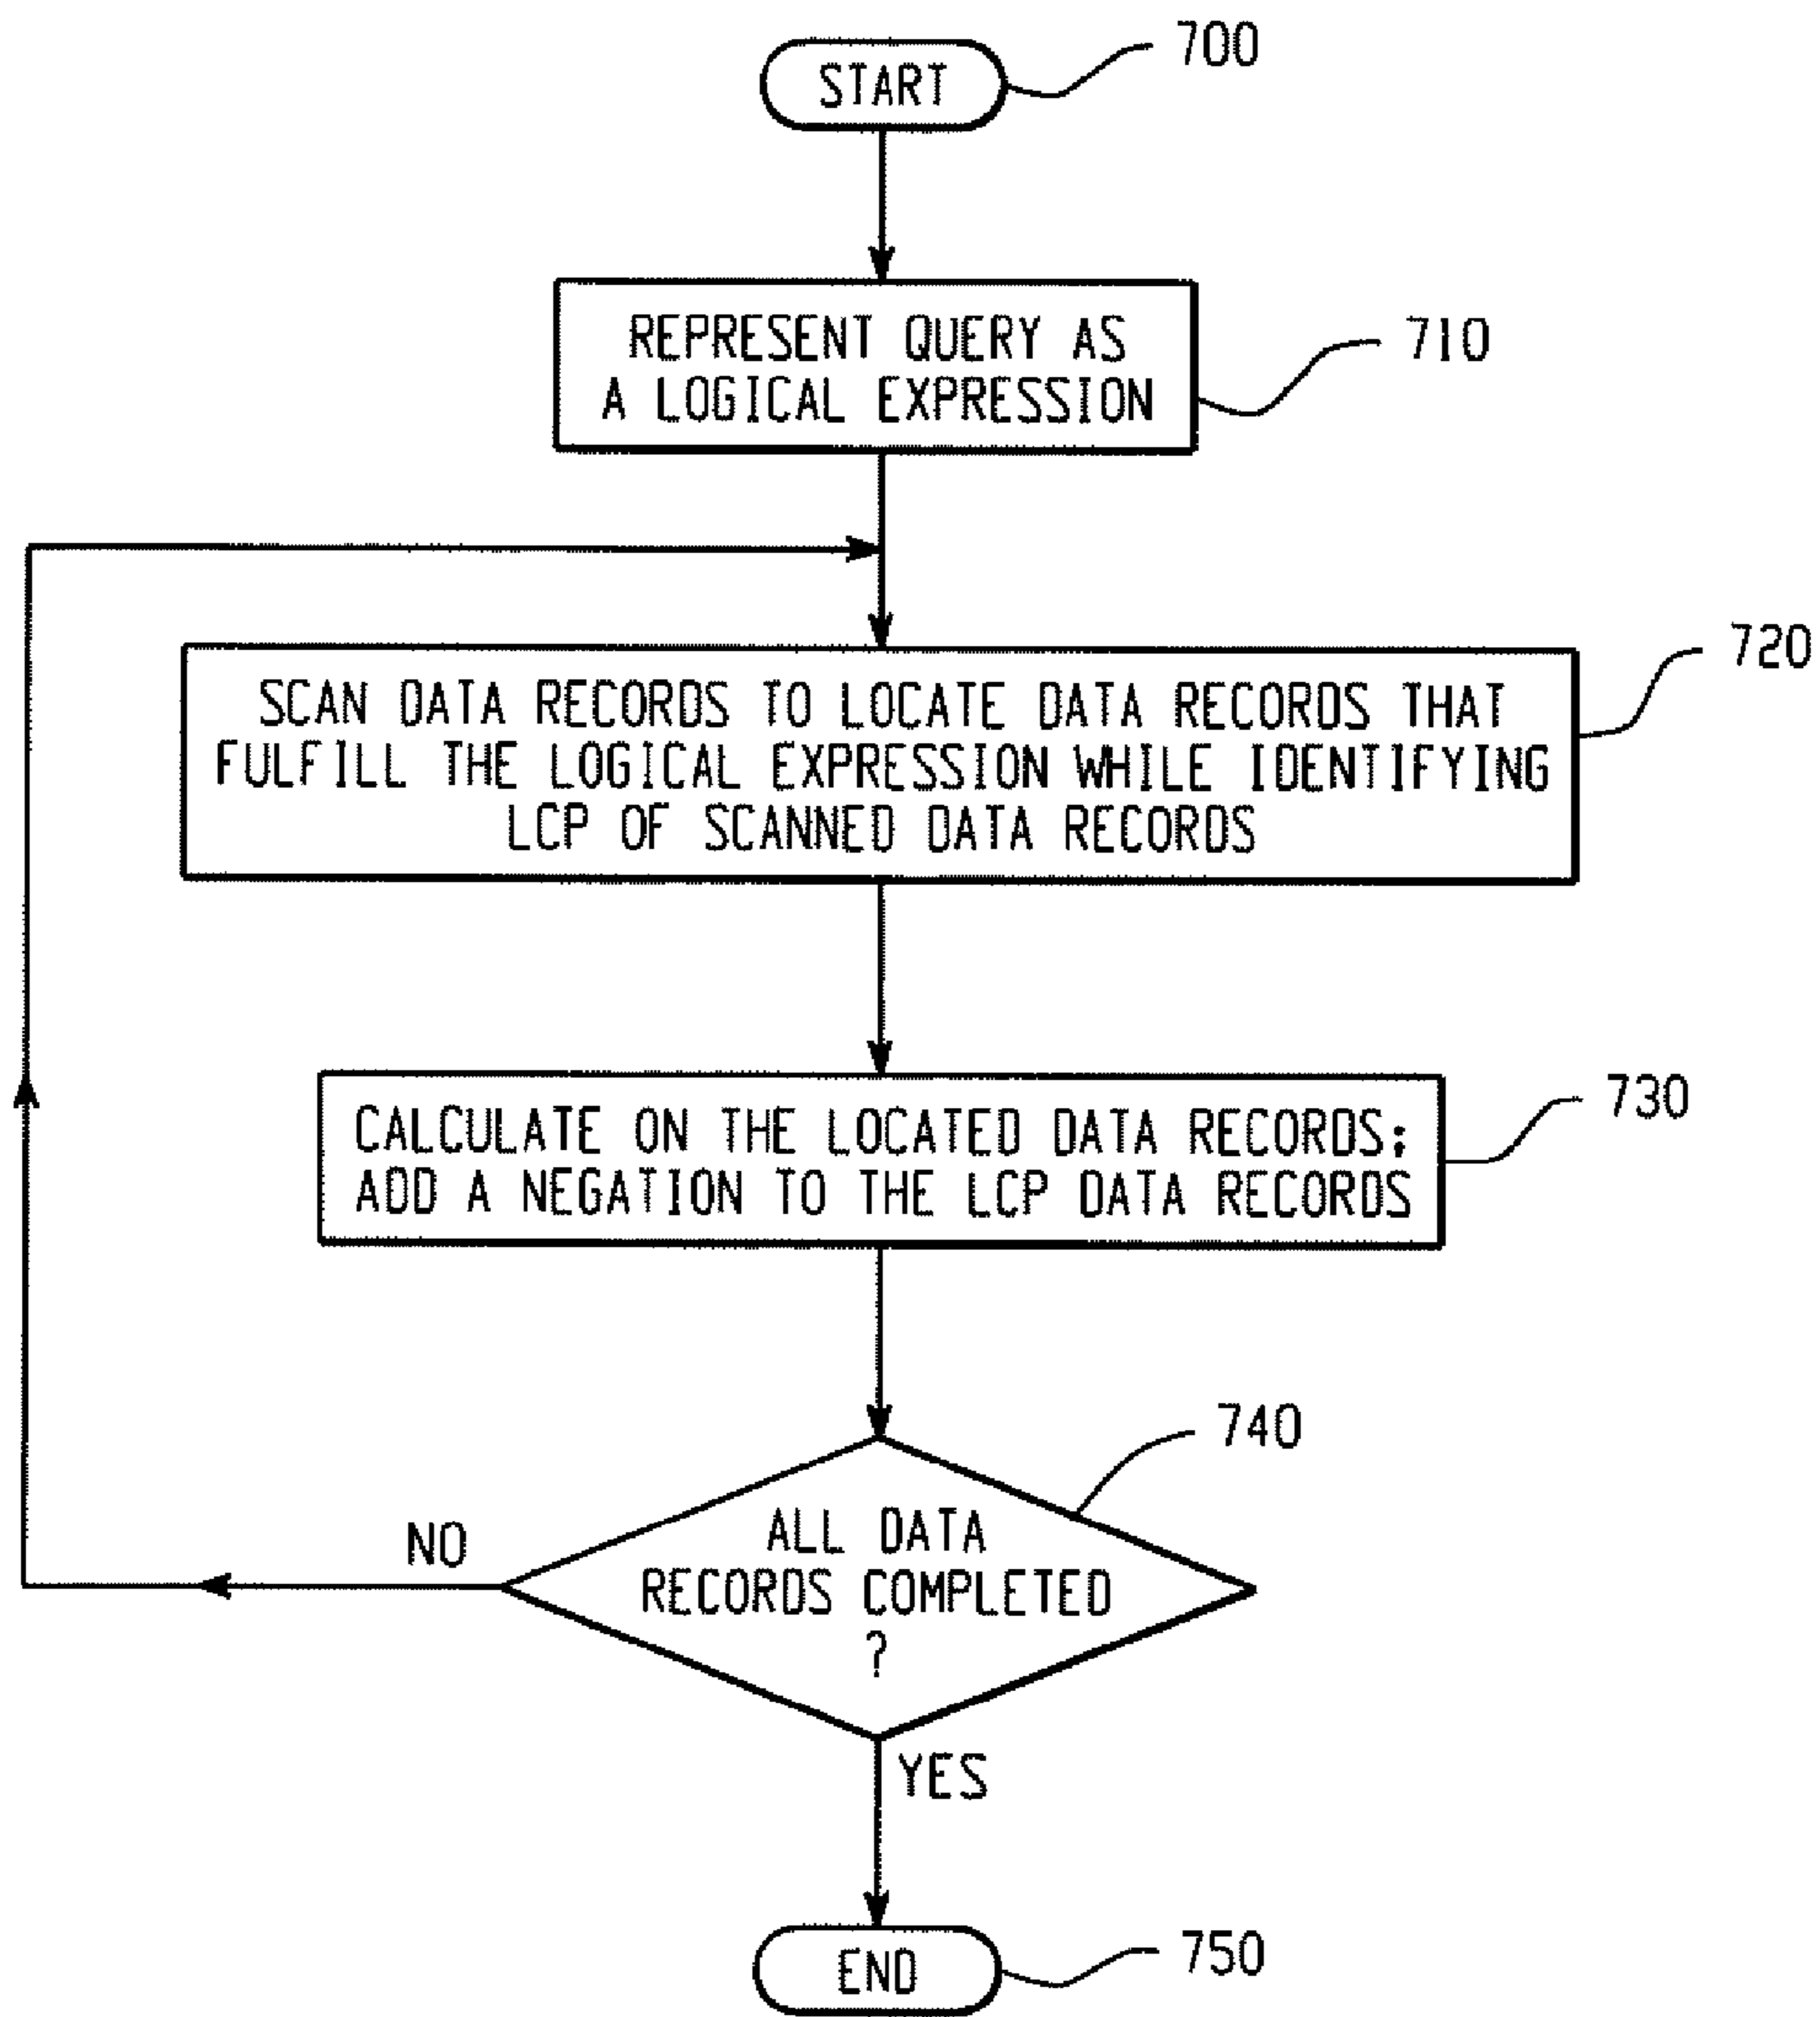 START
700
REPRESENT QUERY AS
A LOGICAL EXPRESSION
710
SCAN DATA RECORDS TO LOCATE DATA RECORDS THAT
FULFILL THE LOGICAL EXPRESSION WHILE IDENTIFYING
LCP OF SCANNED DATA RECORDS
720
CALCULATE ON THE LOCATED DATA RECORDS;
ADD A NEGATION TO THE LCP DATA RECORDS
730
740
ALL DATA
RECORDS COMPLETED
?
NO
YES
END
750